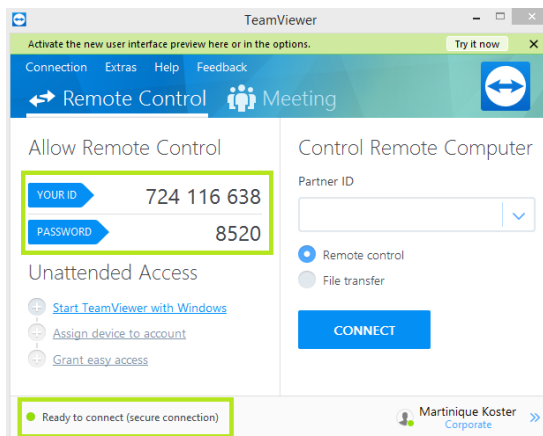 TeamViewer
Activate the new user interface preview here or in the options.
Try it now
Connection Extras Help Feedback
Remote Control
Meeting
Allow Remote Control
YOUR ID
724 116 638
PASSWORD
8520
Unattended Access
Start TeamViewer with Windows
Assign device to account
Grant easy access
Control Remote Computer
Partner ID
Remote control
File transfer
CONNECT
Ready to connect (secure connection)
Martinique Koster
Corporate